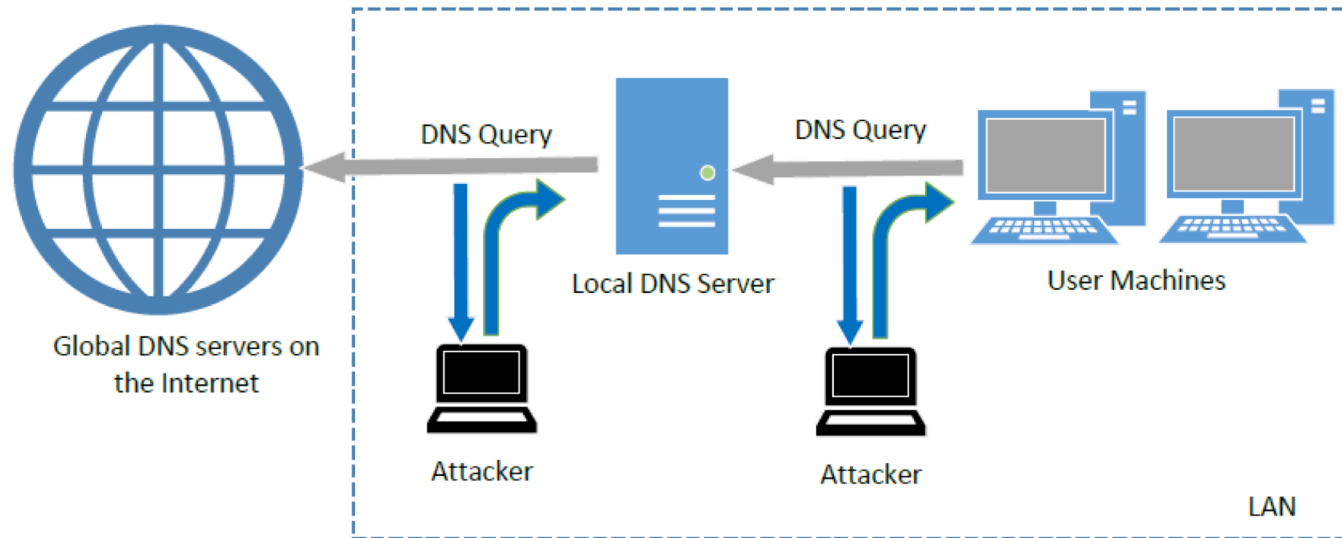 DNS Query
DNS Query
Local DNS Server
User Machines
Global DNS servers on
the Internet
Attacker
Attacker
LAN